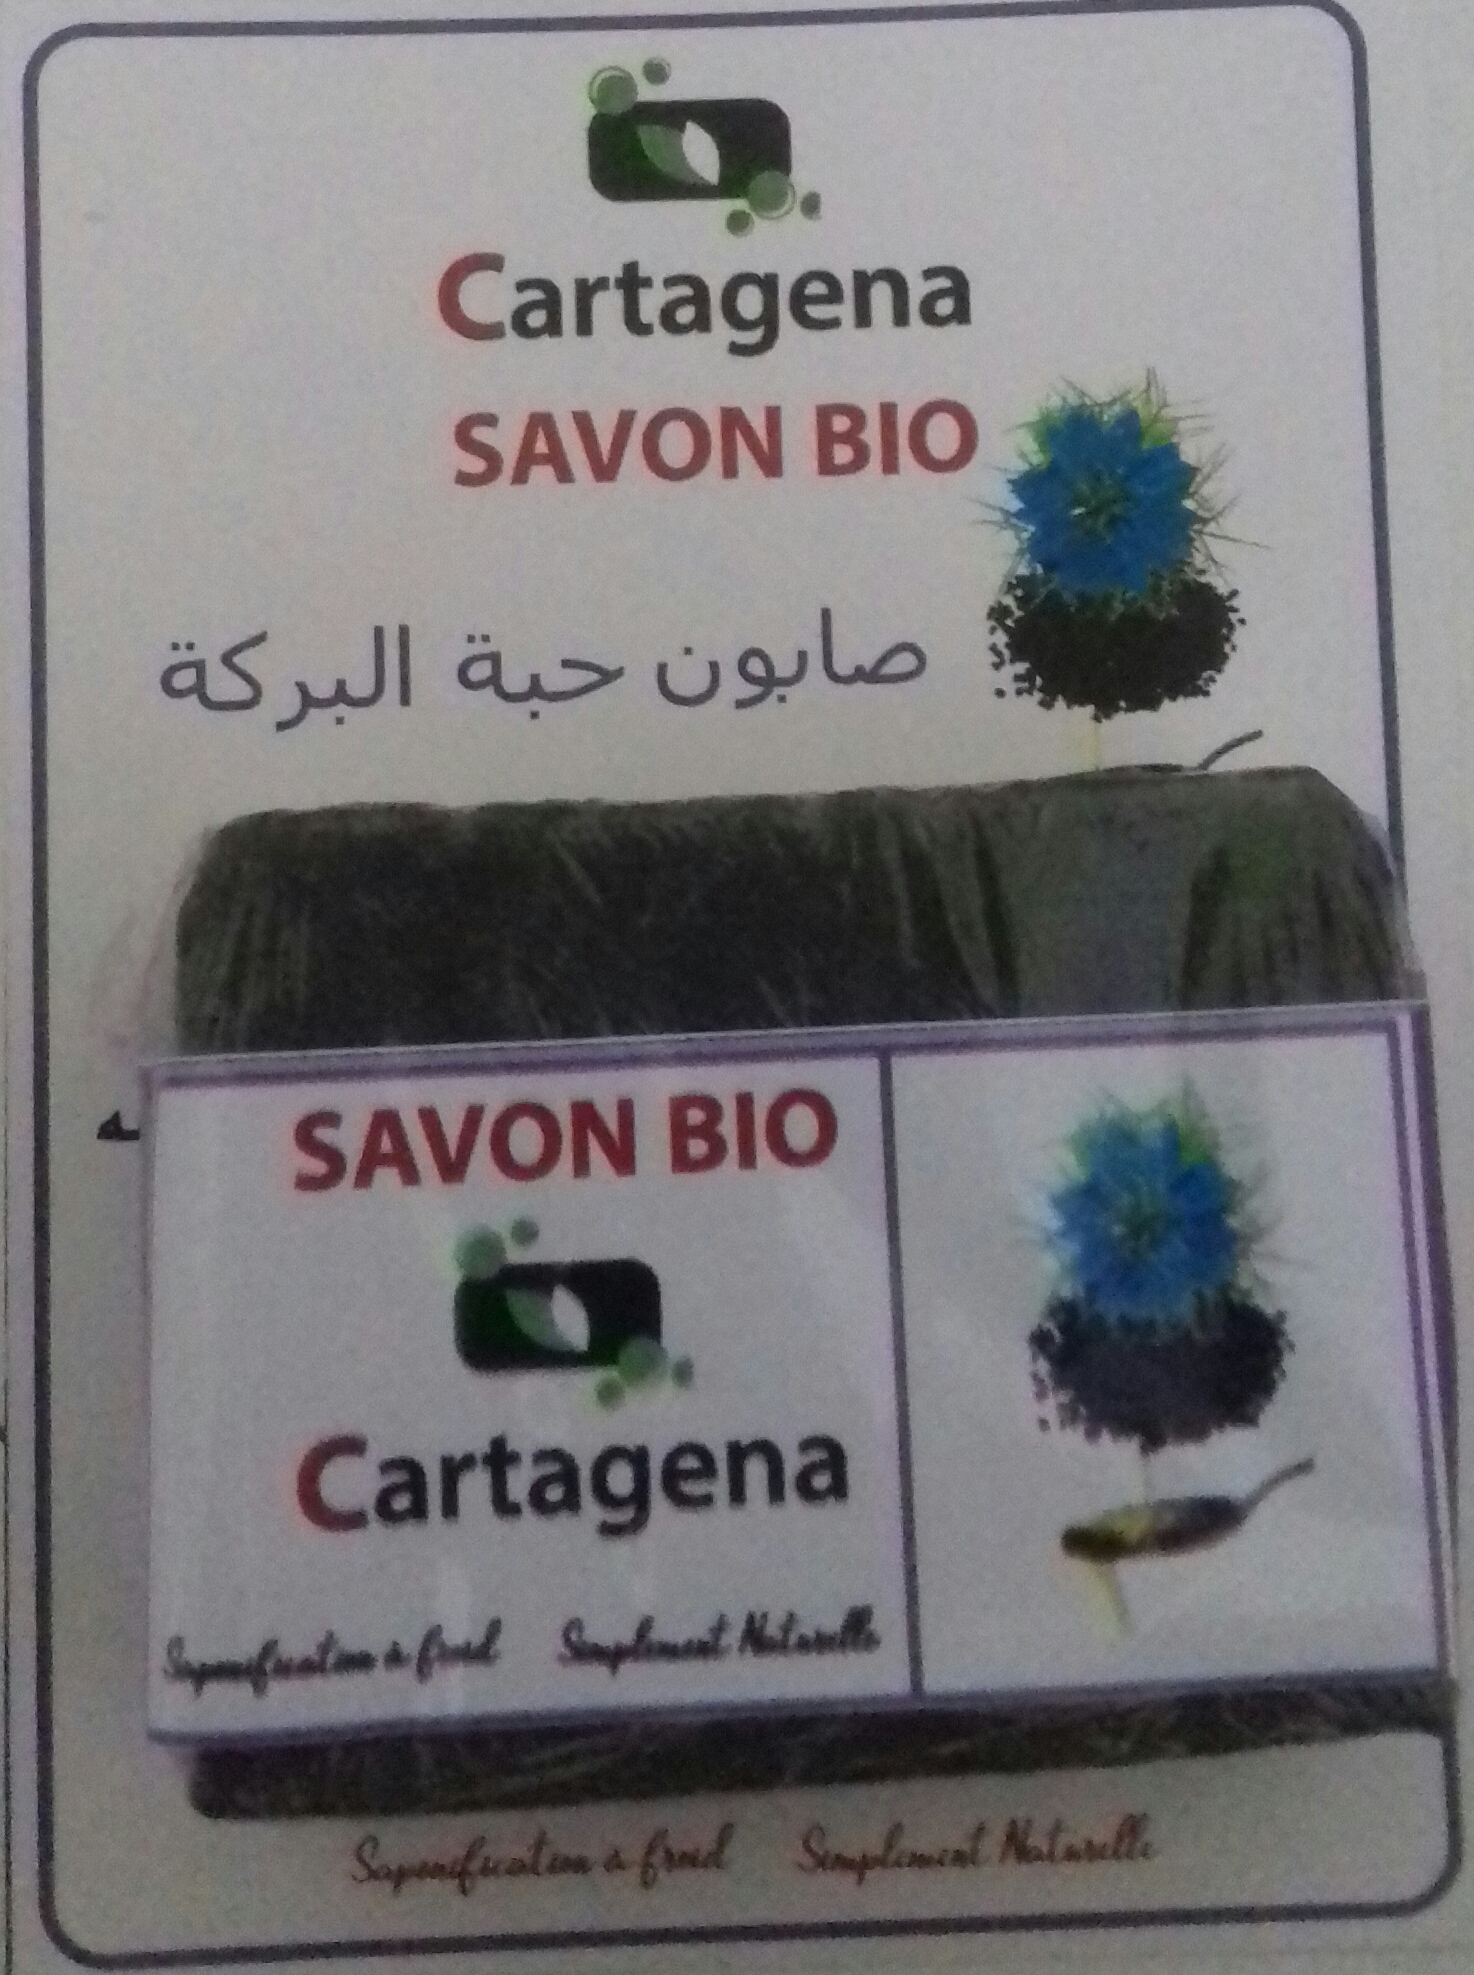 Cartagena
SAVON BIO
صابون حبة البركة
SAVON BIO
Cartagena
Saponification à froid Simplement Naturelle
Saponification à froid Simplement Naturelle